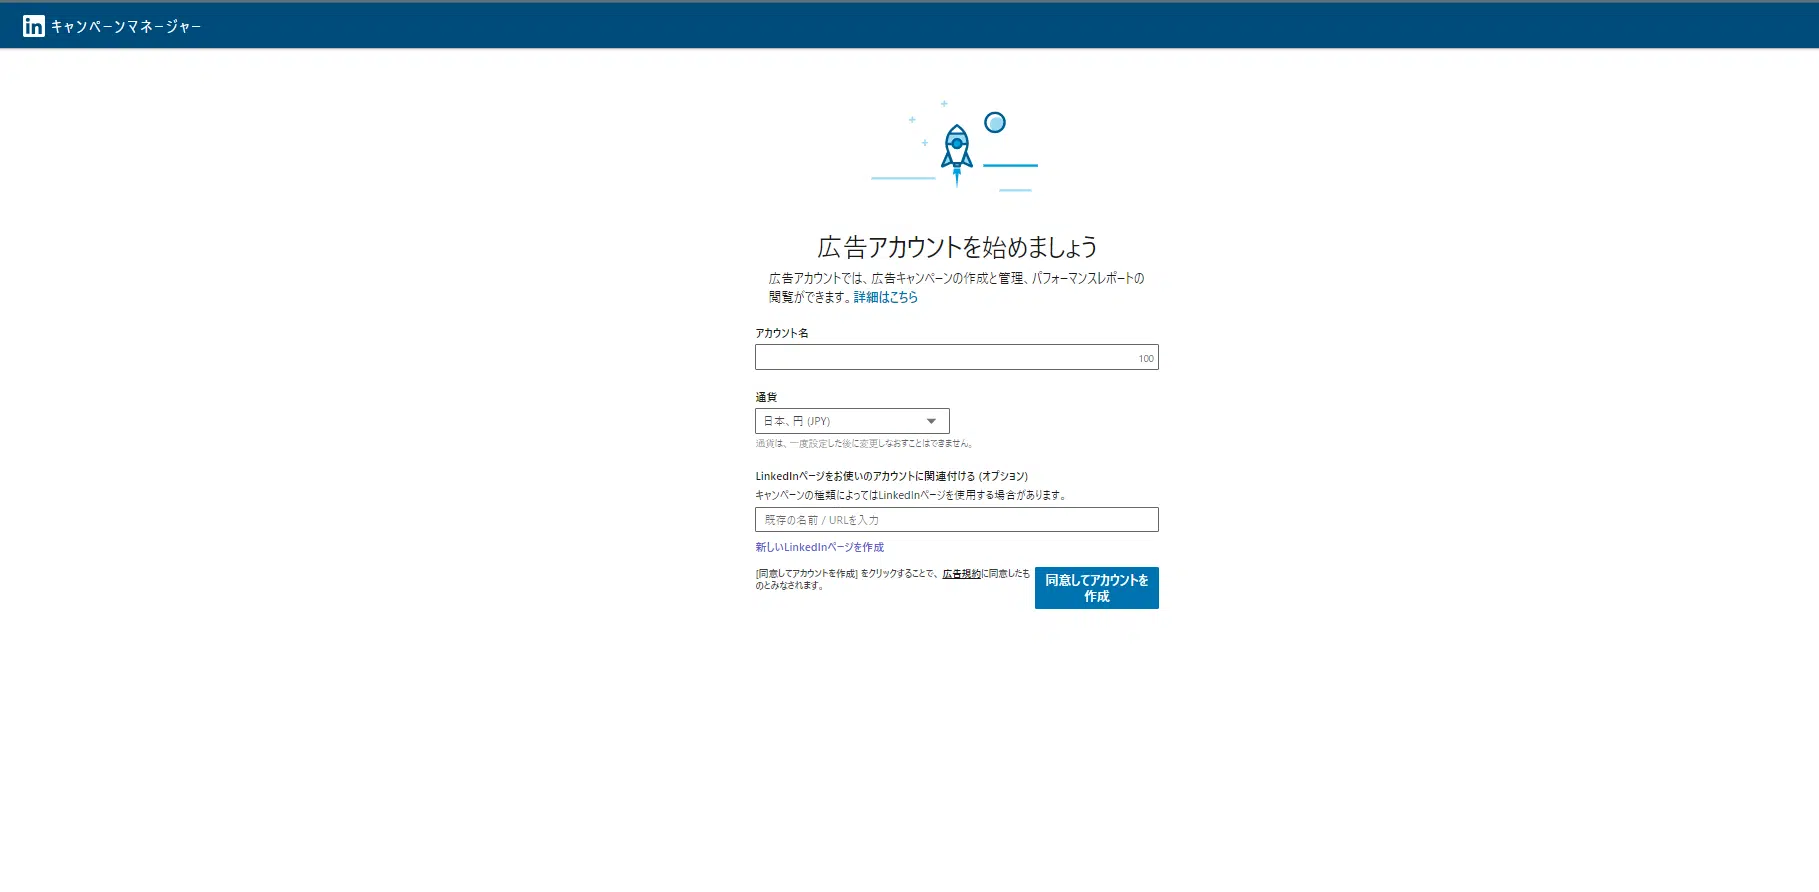 in キャンペーンマネージャー
広告アカウントを始めましょう
広告アカウントでは、広告キャンペーンの作成と管理、パフォーマンスレポートの
閲覧ができます。詳細はこちら
アカウント名
100
通貨
日本、円 (JPY)
通貨は、一度設定した後に変更しなおすことはできません。
LinkedInページをお使いのアカウントに関連付ける (オプション)
キャンペーンの種類によってはLinkedInページを使用する場合があります。
既存の名前 / URLを入力
新しいLinkedInページを作成
[同意してアカウントを作成] をクリックすることで、広告規約に同意したも
のとみなされます。
同意してアカウントを
作成